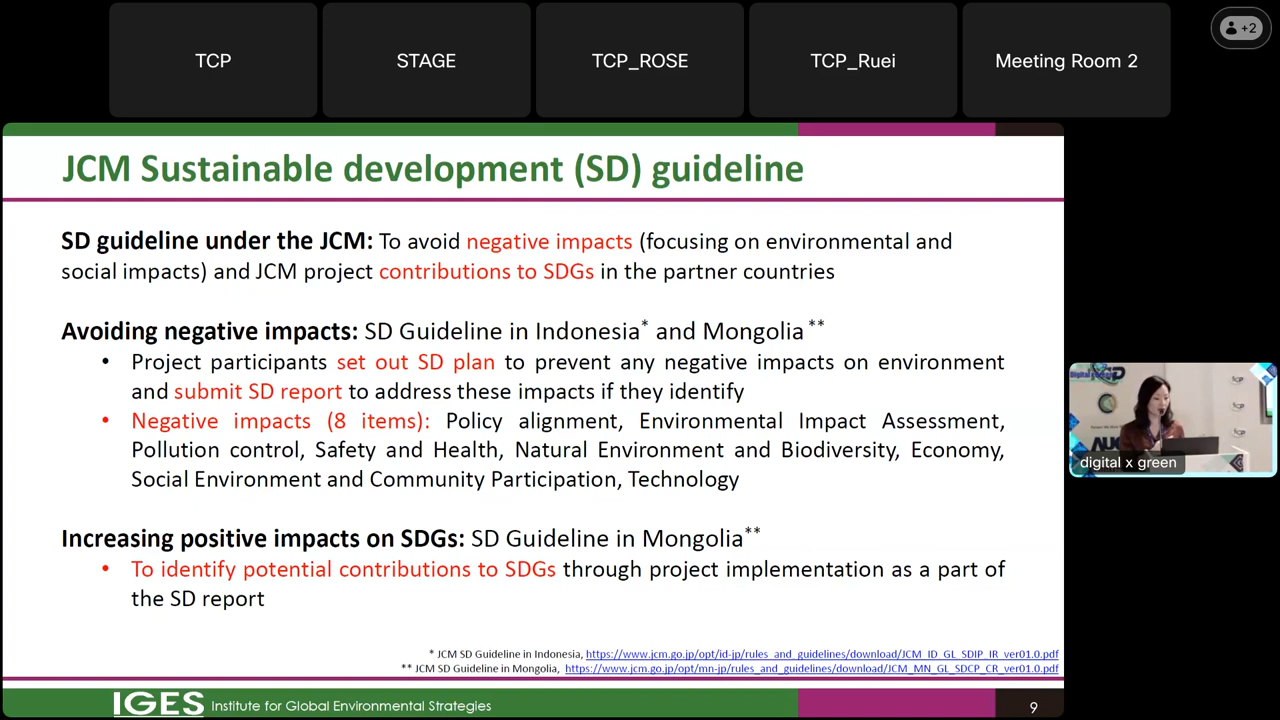 TCP
STAGE
TCP_ROSE
TCP_Ruei
Meeting Room 2
+2
JCM Sustainable development (SD) guideline
SD guideline under the JCM: To avoid negative impacts (focusing on environmental and
social impacts) and JCM project contributions to SDGs in the partner countries
Avoiding negative impacts: SD Guideline in Indonesia* and Mongolia**
• Project participants set out SD plan to prevent any negative impacts on environment
and submit SD report to address these impacts if they identify
• Negative impacts (8 items): Policy alignment, Environmental Impact Assessment,
Pollution control, Safety and Health, Natural Environment and Biodiversity, Economy,
Social Environment and Community Participation, Technology
Increasing positive impacts on SDGs: SD Guideline in Mongolia**
• To identify potential contributions to SDGs through project implementation as a part of
the SD report
* JCM SD Guideline in Indonesia, https://www.jcm.go.jp/opt/id-jp/rules_and_guidelines/download/JCM_ID_GL_SDIP_IR_ver01.0.pdf
** JCM SD Guideline in Mongolia, https://www.jcm.go.jp/opt/mn-jp/rules_and_guidelines/download/JCM_MN_GL_SDCP_CR_ver01.0.pdf
IGES Institute for Global Environmental Strategies
9
digital x green